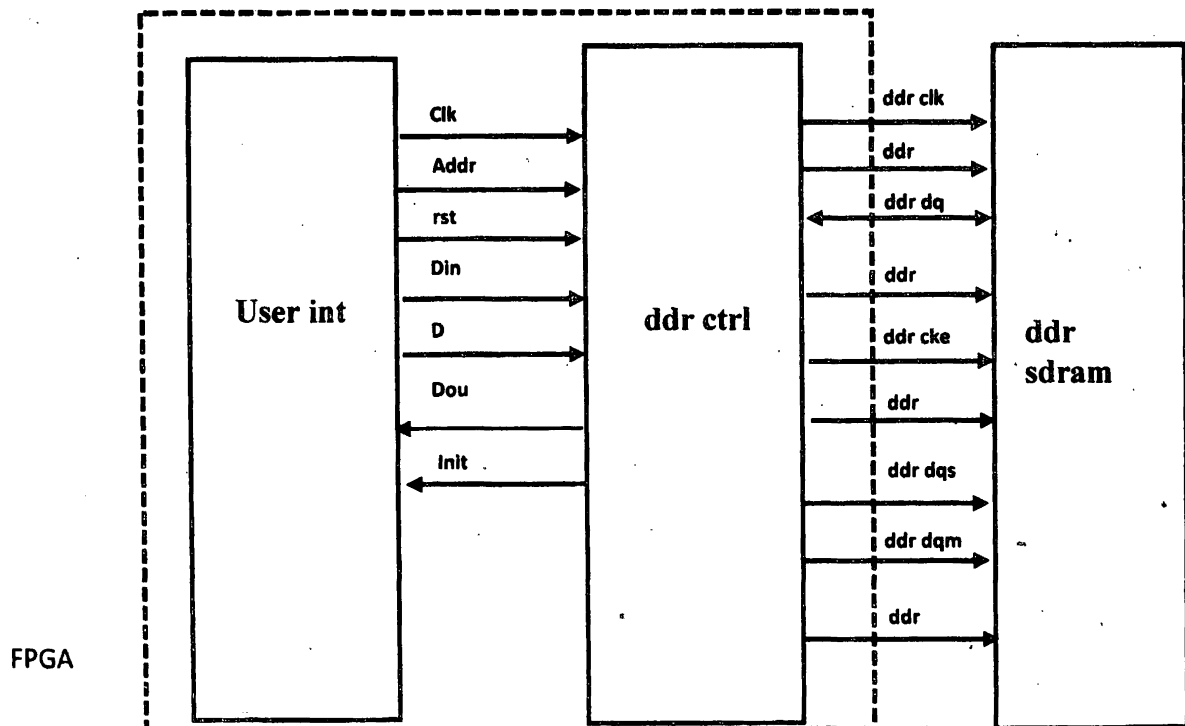 Clk
Addr
rst
Din
D
Dou
Init
User int
ddr ctrl
ddr clk
ddr
ddr dq
ddr
ddr cke
ddr
ddr dqs
ddr dqm
ddr
ddr
sdram
FPGA